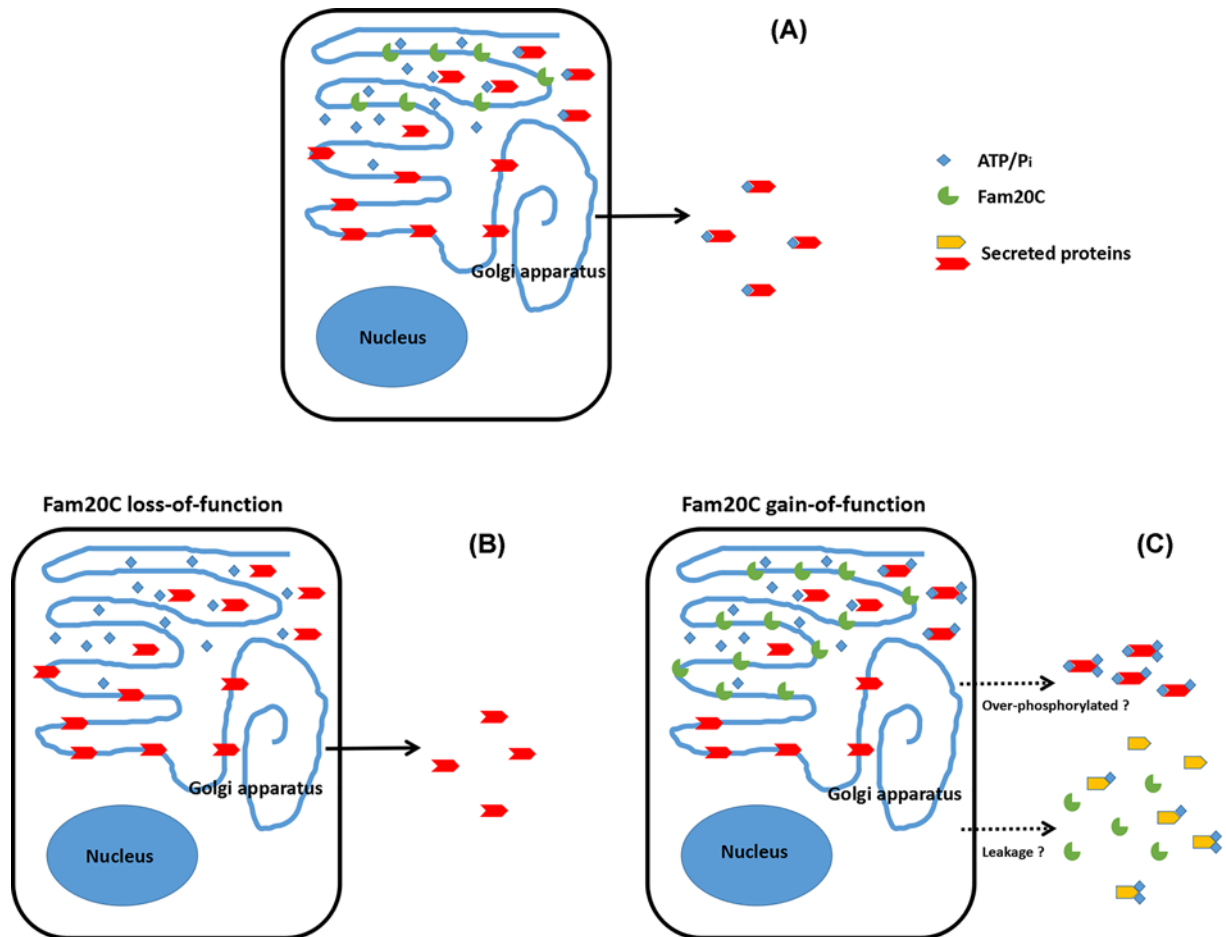 (A)
ATP/Pi
Fam20C
Secreted proteins
Golgi apparatus
Nucleus
Fam20C loss-of-function
(B)
Golgi apparatus
Nucleus
Fam20C gain-of-function
(C)
Over-phosphorylated ?
Golgi apparatus
Leakage ?
Nucleus